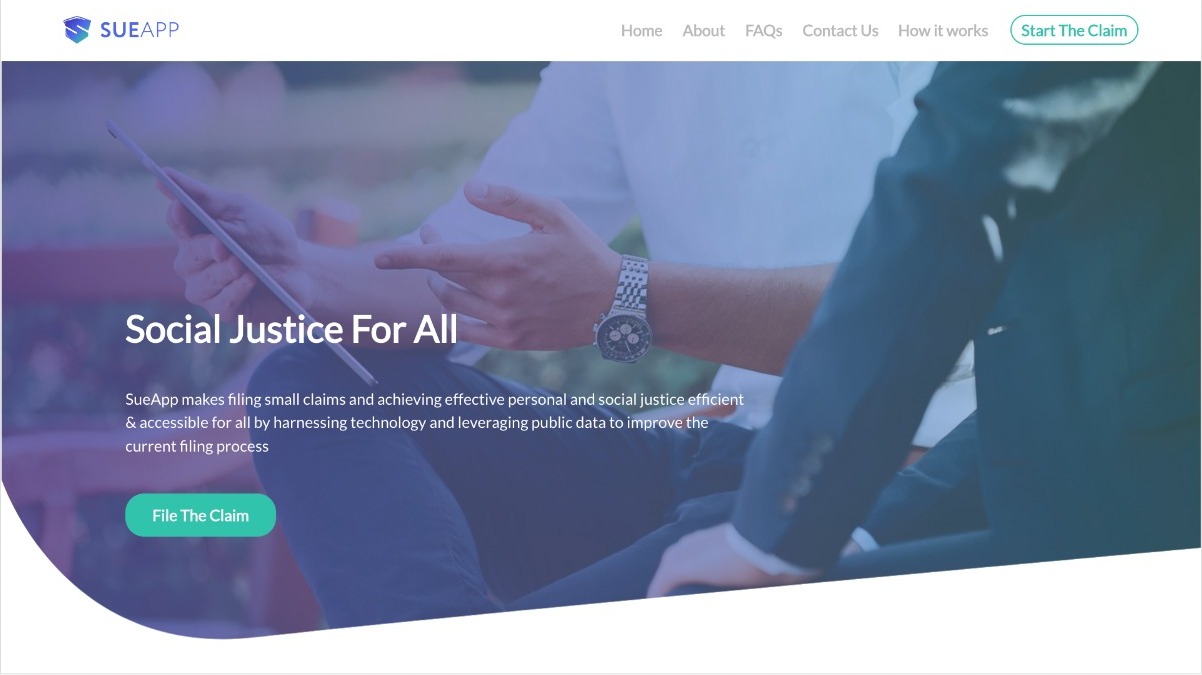 SUEAPP
Home About FAQs Contact Us How it works Start The Claim
Social Justice For All
SueApp makes filing small claims and achieving effective personal and social justice efficient
& accessible for all by harnessing technology and leveraging public data to improve the
current filing process
File The Claim